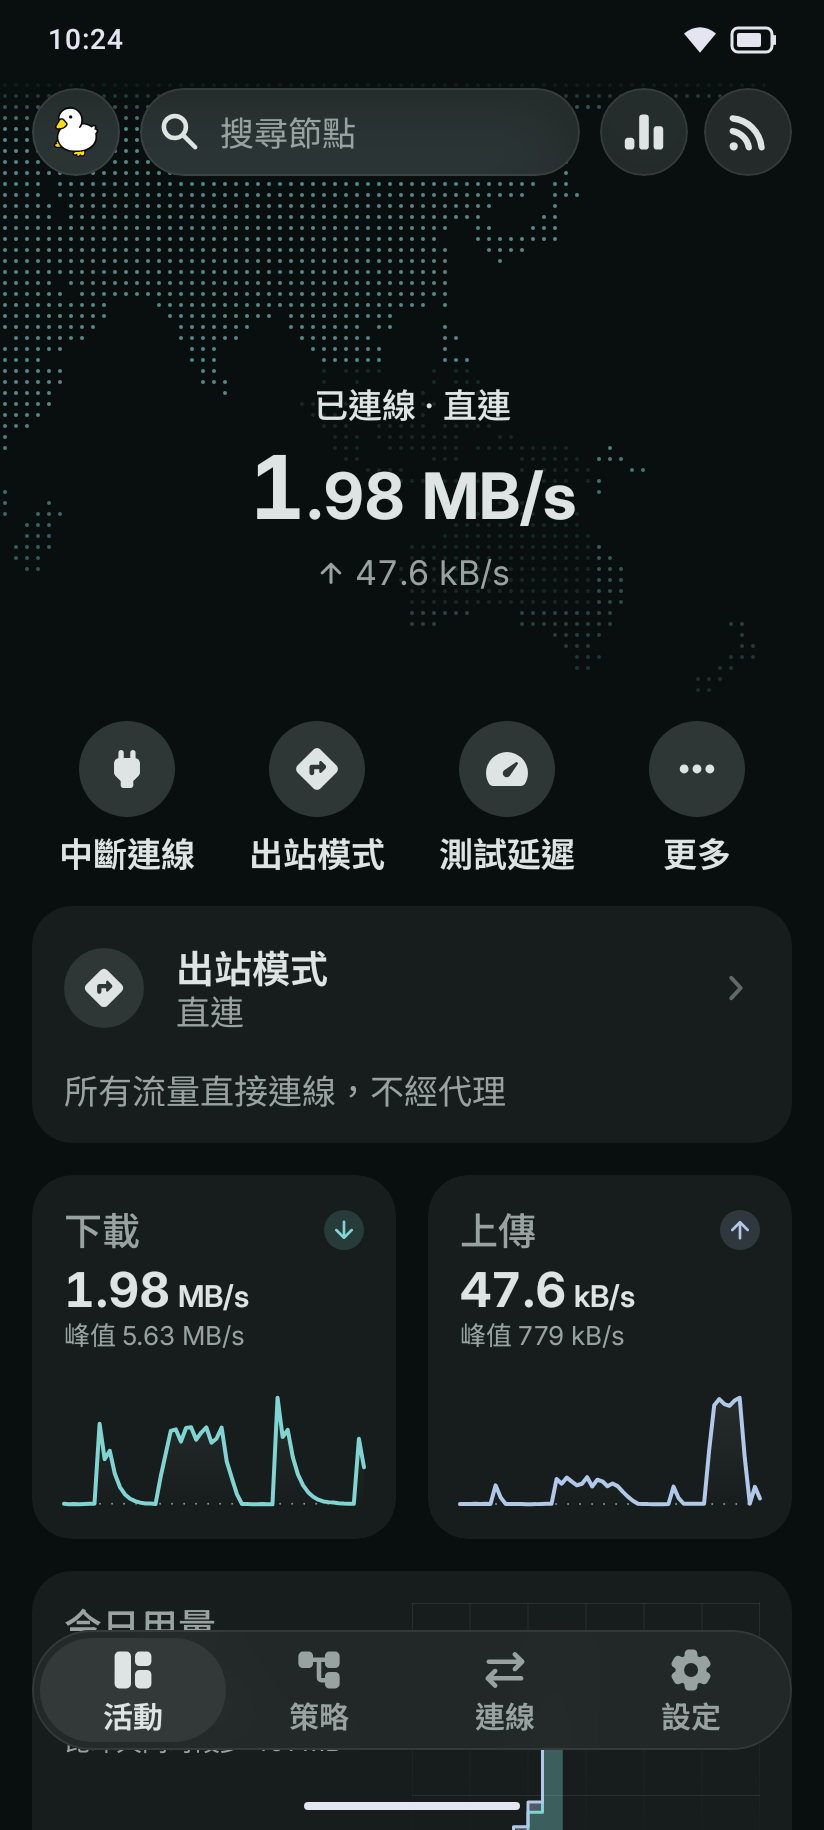 10:24
搜尋節點
已連線 · 直連
1.98 MB/s
↑ 47.6 kB/s
中斷連線
出站模式
測試延遲
更多
出站模式
直連
所有流量直接連線，不經代理
下載
1.98 MB/s
峰值 5.63 MB/s
上傳
47.6 kB/s
峰值 779 kB/s
今日用量
活動
策略
連線
設定